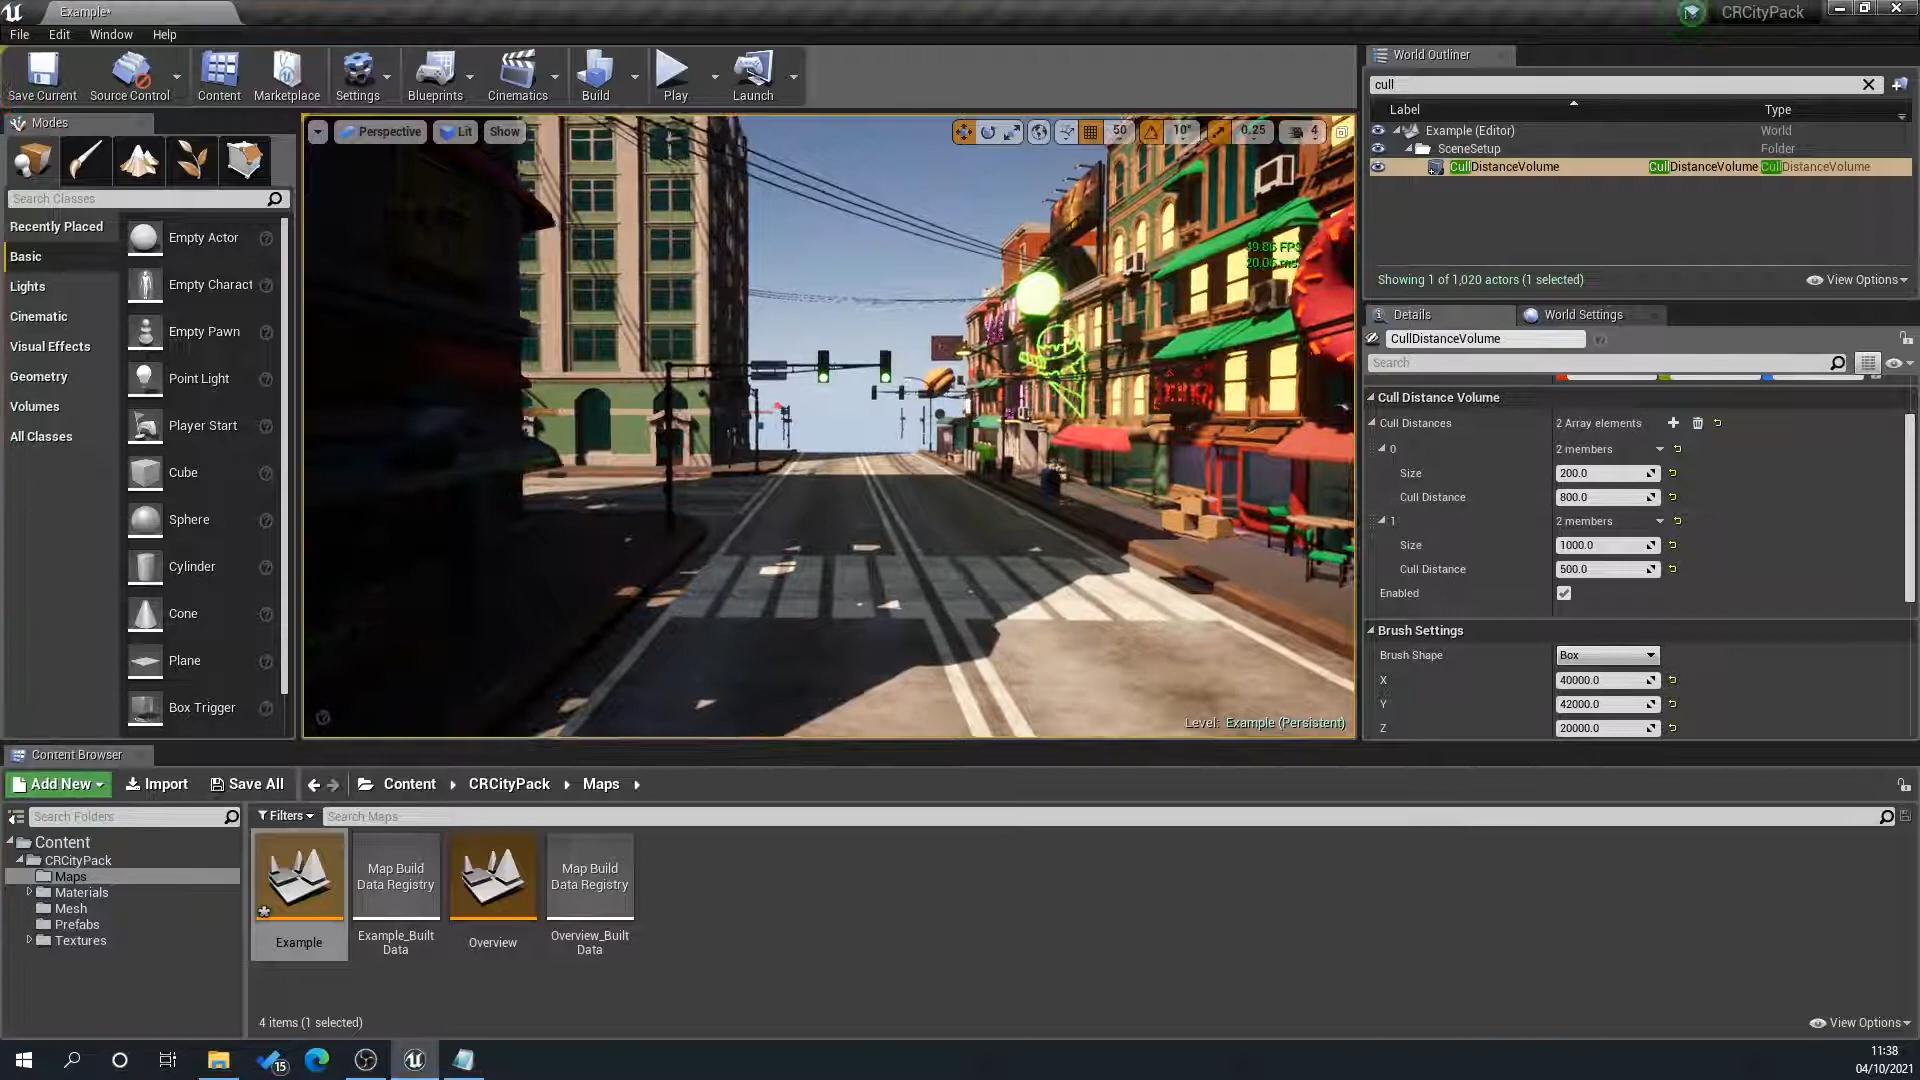 Example*
CRCityPack
File Edit Window Help
Save Current
Source Control
Content
Marketplace
Settings
Blueprints
Cinematics
Build
Play
Launch
Modes
Search Classes
Recently Placed
Basic
Lights
Cinematic
Visual Effects
Geometry
Volumes
All Classes
Empty Actor
Empty Charact
Empty Pawn
Point Light
Player Start
Cube
Sphere
Cylinder
Cone
Plane
Box Trigger
Perspective Lit Show
50 10° 0.25 4
49.86 FPS
20.06 ms
Level: Example (Persistent)
World Outliner
cull
Label Type
Example (Editor) World
SceneSetup Folder
CullDistanceVolume CullDistanceVolume CullDistanceVolume
Showing 1 of 1,020 actors (1 selected)
View Options
Details
World Settings
CullDistanceVolume
Search
Cull Distance Volume
Cull Distances 2 Array elements
0 2 members
Size 200.0
Cull Distance 800.0
1 2 members
Size 1000.0
Cull Distance 500.0
Enabled
Brush Settings
Brush Shape Box
X 40000.0
Y 42000.0
Z 20000.0
Content Browser
Add New Import Save All Content CRCityPack Maps
Search Folders
Filters Search Maps
Content
CRCityPack
Maps
Materials
Mesh
Prefabs
Textures
Example
Map Build
Data Registry
Example_Built
Data
Overview
Map Build
Data Registry
Overview_Built
Data
4 items (1 selected)
View Options
15
11:38
04/10/2021